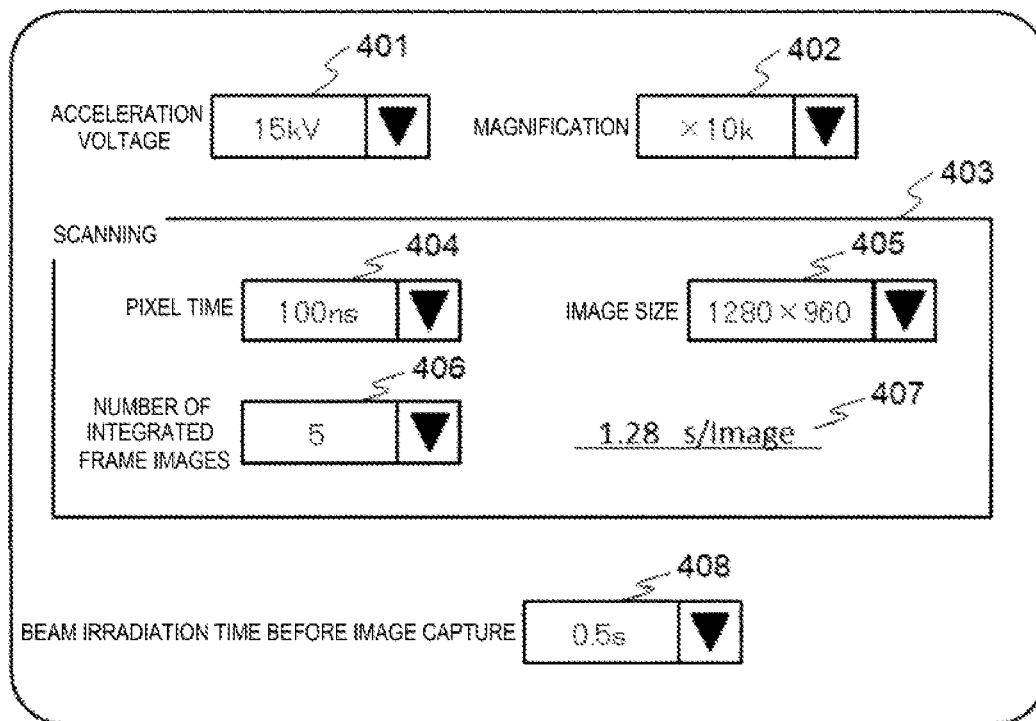 401
402
ACCELERATION
VOLTAGE
15kV
MAGNIFICATION
×10k
403
SCANNING
404
405
PIXEL TIME
100ns
IMAGE SIZE
1280×960
406
407
NUMBER OF
INTEGRATED
FRAME IMAGES
5
1.28 s/Image
408
BEAM IRRADIATION TIME BEFORE IMAGE CAPTURE
0.5s